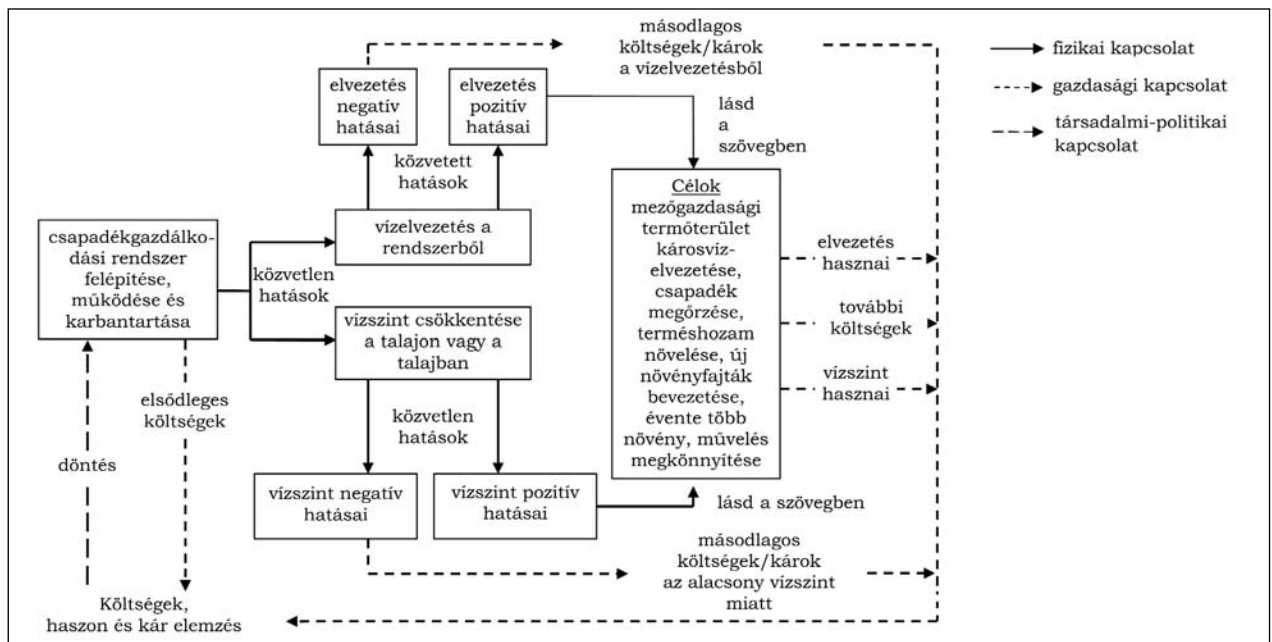 másodlagos
költségek/károk
a vízelvezetésből
fizikai kapcsolat
gazdasági kapcsolat
társadalmi-politikai
kapcsolat
elvezetés
negatív
hatásai
elvezetés
pozitív
hatásai
lásd
a
szövegben
közvetett
hatások
vízelvezetés a
rendszerből
csapadékgazdálko-
dási rendszer
felépítése,
működése és
karbantartása
közvetlen
hatások
vízszint csökkentése
a talajon vagy a
talajban
Célok
mezőgazdasági
termőterület
károsvíz-
elvezetése,
csapadék
megőrzése,
terméshozam
növelése, új
növényfajták
bevezetése,
évente több
növény, művelés
megkönnyítése
elvezetés
hasznai
további
költségek
vízszint
hasznai
elsődleges
költségek
döntés
közvetlen
hatások
vízszint negatív
hatásai
vízszint pozitív
hatásai
lásd a szövegben
másodlagos
költségek/károk
az alacsony vízszint
miatt
Költségek,
haszon és kár elemzés